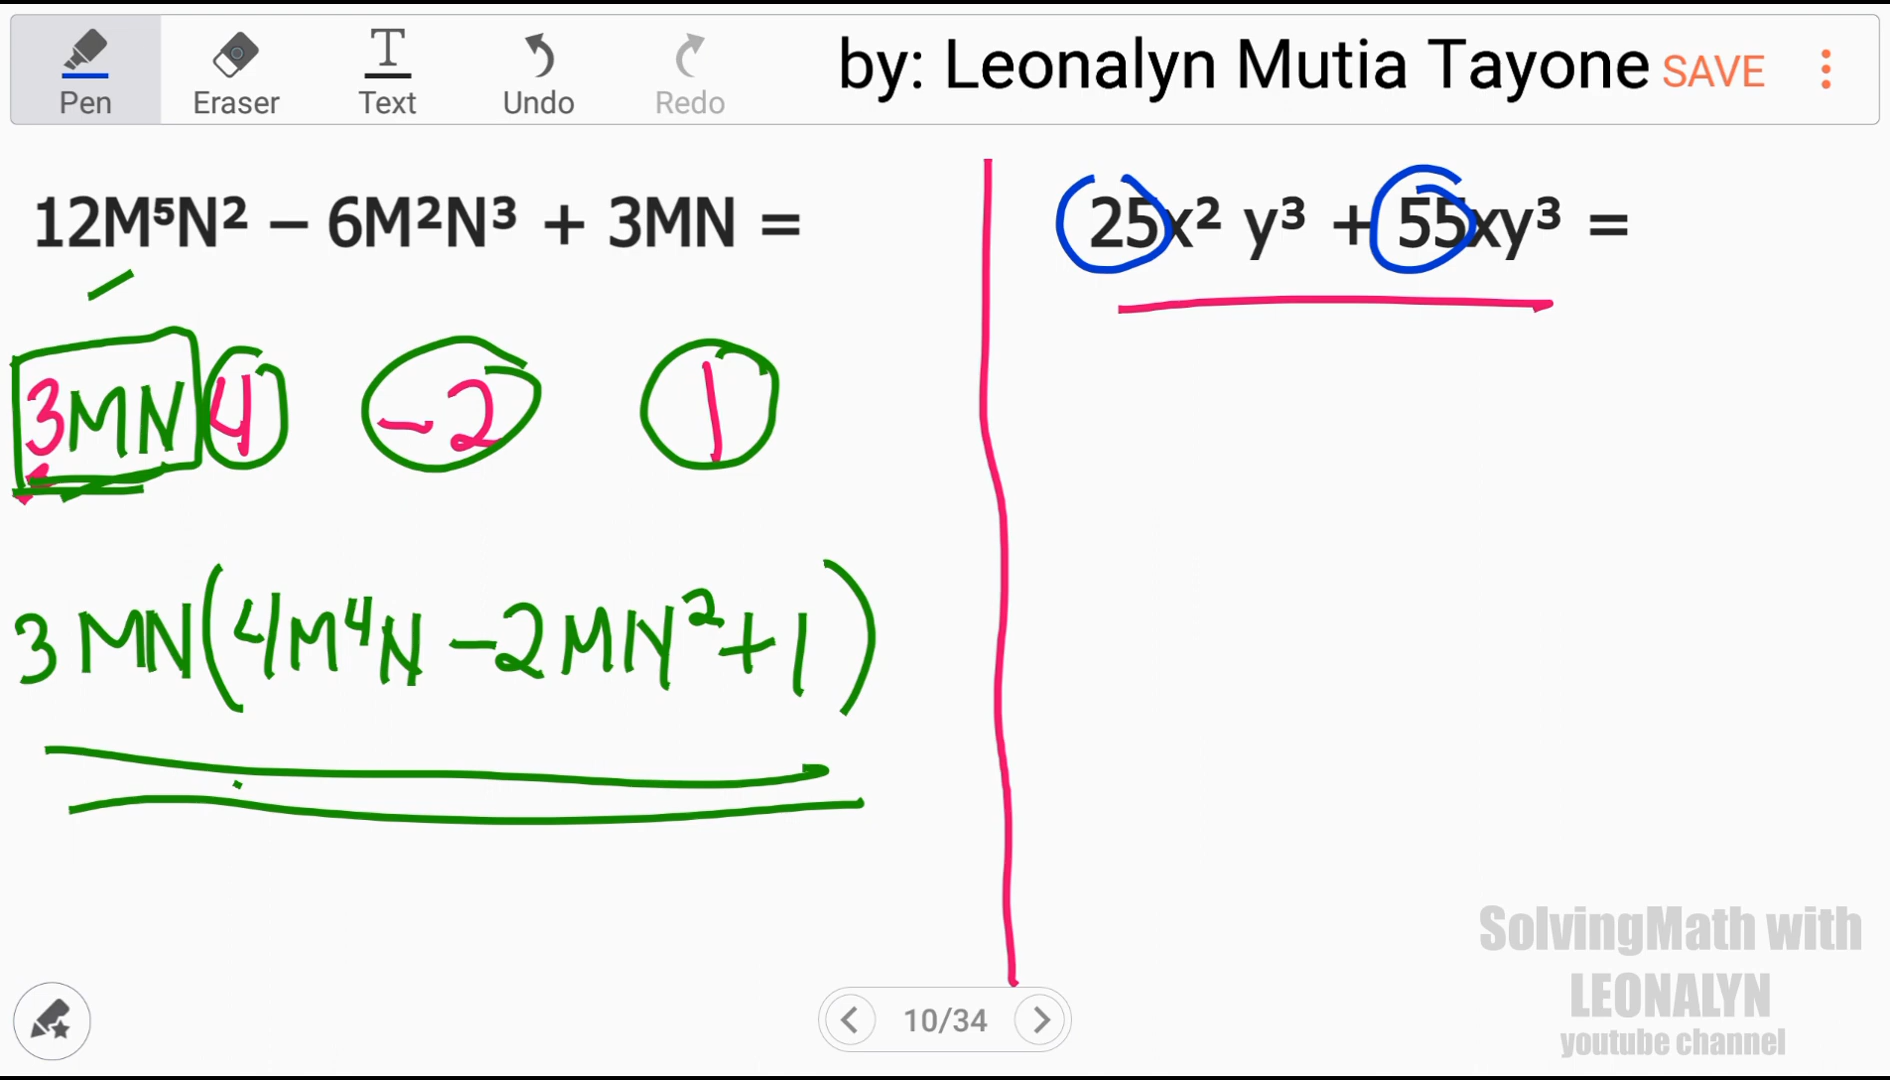 Pen Eraser Text Undo Redo by: Leonalyn Mutia Tayone SAVE
12M⁵N² – 6M²N³ + 3MN =
3MN 4 -2 1
3MN(4M⁴N -2MN²+1)
25x² y³ + 55xy³ =
SolvingMath with
LEONALYN
youtube channel
10/34